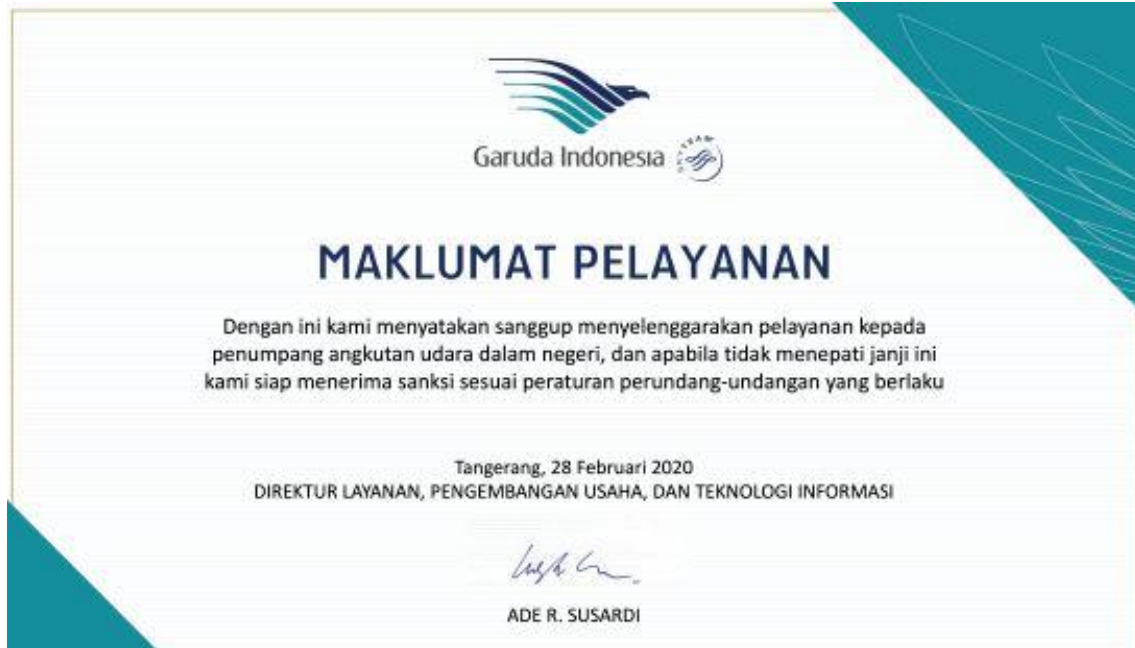 Garuda Indonesia
SKYTEAM
MAKLUMAT PELAYANAN
Dengan ini kami menyatakan sanggup menyelenggarakan pelayanan kepada
penumpang angkutan udara dalam negeri, dan apabila tidak menepati janji ini
kami siap menerima sanksi sesuai peraturan perundang-undangan yang berlaku
Tangerang, 28 Februari 2020
DIREKTUR LAYANAN, PENGEMBANGAN USAHA, DAN TEKNOLOGI INFORMASI
ADE R. SUSARDI